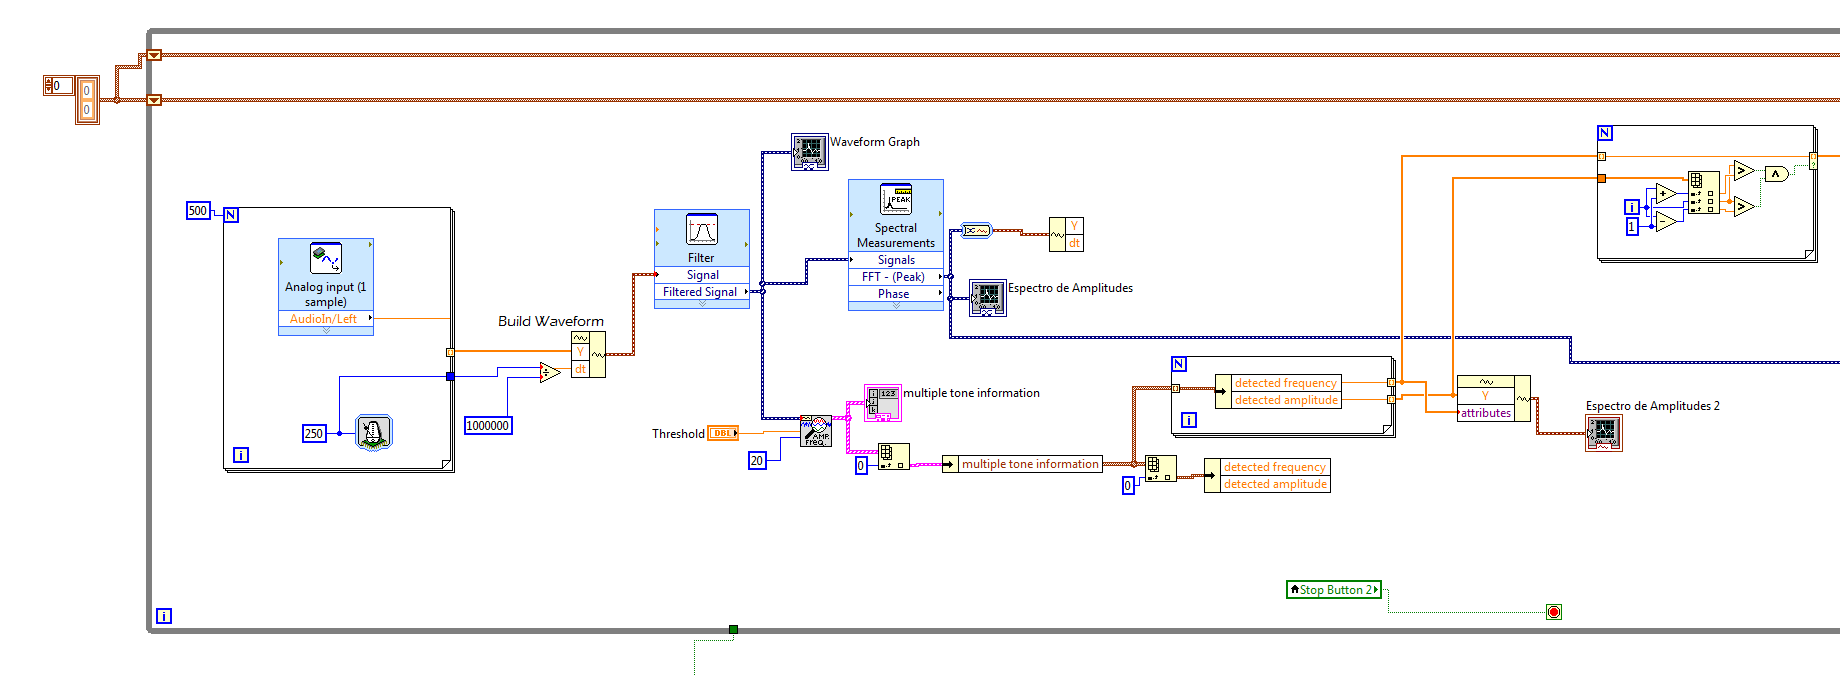 0
0
0
500
N
Analog input (1
sample)
AudioIn/Left
250
i
Build Waveform
Y
dt
÷
1000000
Filter
Signal
Filtered Signal
Waveform Graph
PEAK
Spectral
Measurements
Signals
FFT - (Peak)
Phase
Y
dt
Espectro de Amplitudes
123
multiple tone information
Threshold
DBL
AMP
FREQ
20
0
multiple tone information
0
N
detected frequency
detected amplitude
i
detected frequency
detected amplitude
Y
attributes
Espectro de Amplitudes 2
N
i
1
+
−
>
>
∧
?
Stop Button 2
i